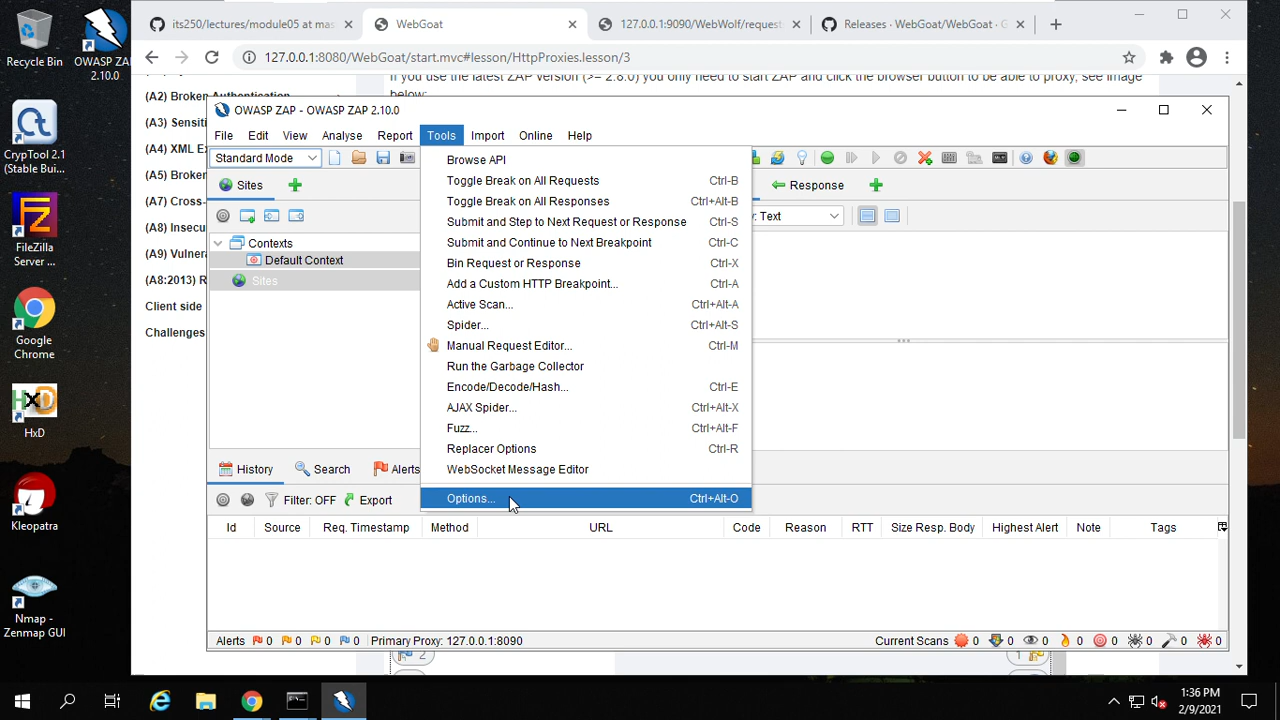 Recycle Bin
OWASP ZAP
2.10.0
CrypTool 2.1
(Stable Bui...
FileZilla
Server ...
Google
Chrome
HxD
Kleopatra
Nmap -
Zenmap GUI
its250/lectures/module05 at mas
WebGoat
127.0.0.1:9090/WebWolf/request
Releases · WebGoat/WebGoat · G
127.0.0.1:8080/WebGoat/start.mvc#lesson/HttpProxies.lesson/3
If you use the latest ZAP version (>= 2.8.0) you only need to start ZAP and click the browser button to be able to proxy, see image
below:
(A2) Broken Authentication
(A3) Sensiti
(A4) XML Ex
(A5) Broken
(A7) Cross-
(A8) Insecu
(A9) Vulnera
(A8:2013) R
Client side
Challenges
OWASP ZAP - OWASP ZAP 2.10.0
File Edit View Analyse Report Tools Import Online Help
Standard Mode
Sites
Response
: Text
Contexts
Default Context
Sites
Browse API
Toggle Break on All Requests Ctrl-B
Toggle Break on All Responses Ctrl+Alt-B
Submit and Step to Next Request or Response Ctrl-S
Submit and Continue to Next Breakpoint Ctrl-C
Bin Request or Response Ctrl-X
Add a Custom HTTP Breakpoint... Ctrl-A
Active Scan... Ctrl+Alt-A
Spider... Ctrl+Alt-S
Manual Request Editor... Ctrl-M
Run the Garbage Collector
Encode/Decode/Hash... Ctrl-E
AJAX Spider... Ctrl+Alt-X
Fuzz... Ctrl+Alt-F
Replacer Options Ctrl-R
WebSocket Message Editor
Options... Ctrl+Alt-O
History Search Alerts
Filter: OFF Export
Id Source Req. Timestamp Method URL Code Reason RTT Size Resp. Body Highest Alert Note Tags
Alerts 0 0 0 0 Primary Proxy: 127.0.0.1:8090 Current Scans 0 0 0 0 0 0 0 0
2 1
1:36 PM
2/9/2021